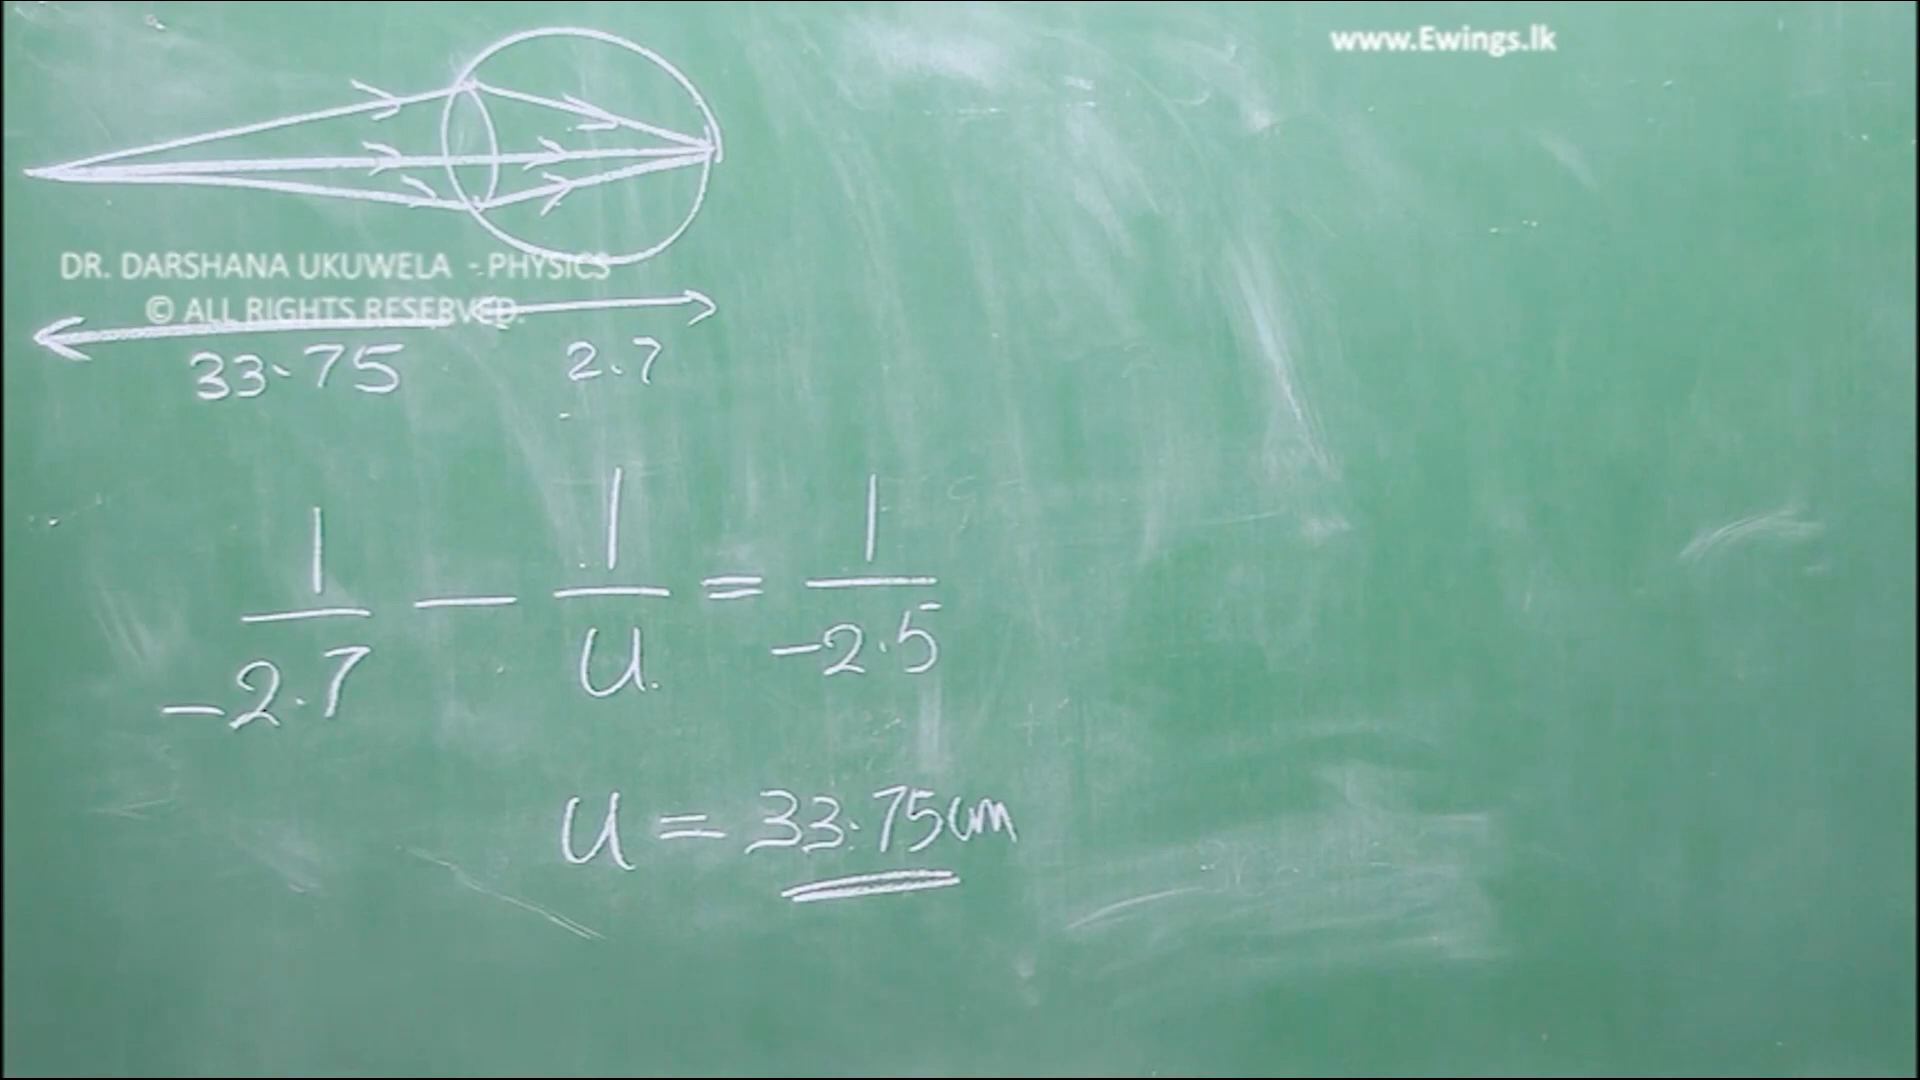 www.Ewings.lk
DR. DARSHANA UKUWELA - PHYSICS
© ALL RIGHTS RESERVED.
33.75 2.7
1/-2.7 — 1/u = 1/-2.5
u = 33.75cm